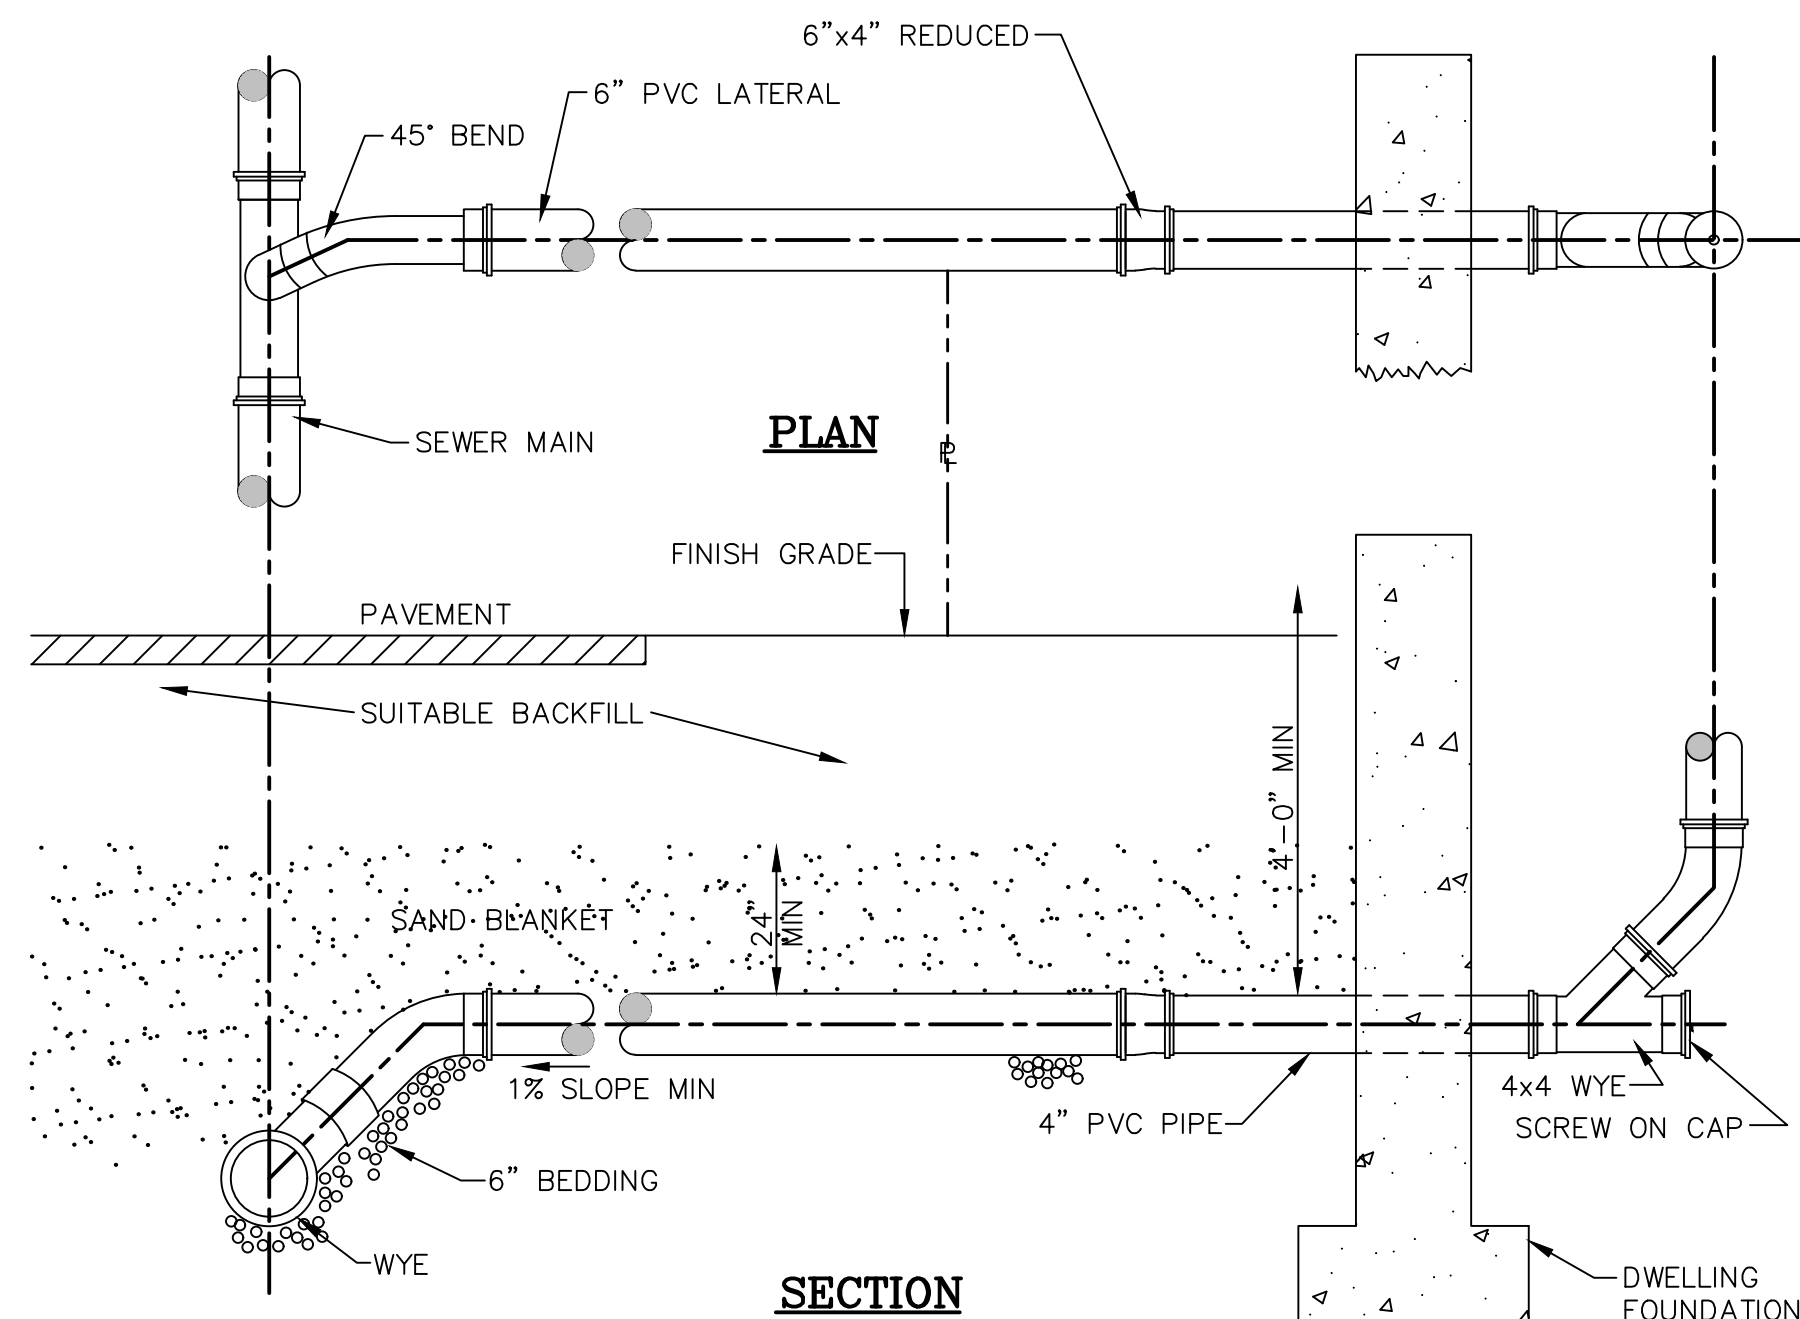 6”x4” REDUCED
6” PVC LATERAL
45° BEND
SEWER MAIN
PLAN
PL
FINISH GRADE
PAVEMENT
SUITABLE BACKFILL
4-0” MIN
SAND BLANKET
24”
MIN
1% SLOPE MIN
4” PVC PIPE
4x4 WYE
SCREW ON CAP
6” BEDDING
WYE
SECTION
DWELLING
FOUNDATION